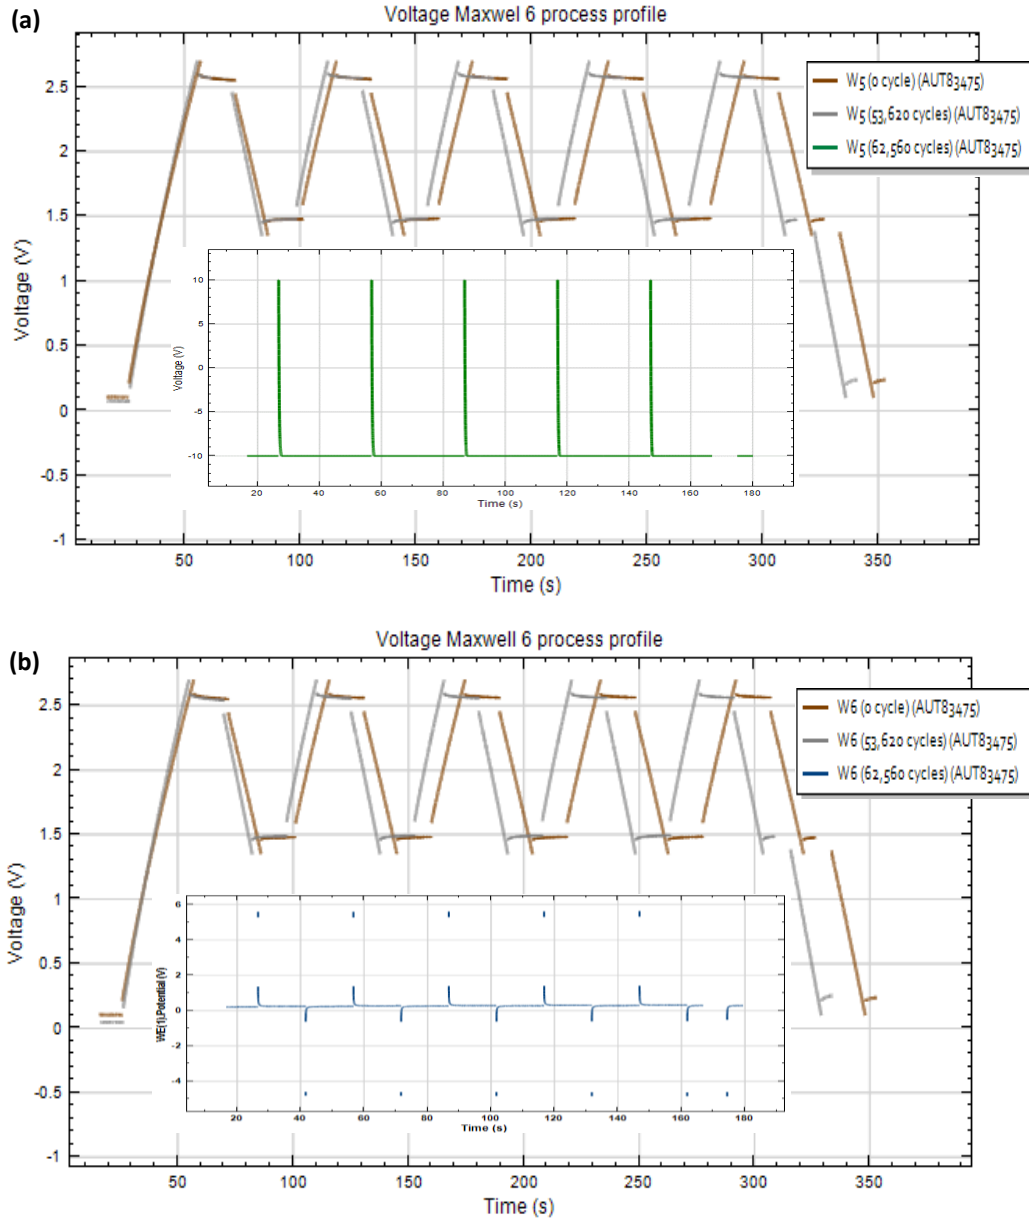 (a)
Voltage Maxwel 6 process profile
W5 (0 cycle) (AUT83475)
W5 (53,620 cycles) (AUT83475)
W5 (62,560 cycles) (AUT83475)
Voltage (V)
2.5
2
1.5
1
0.5
0
-0.5
-1
50 100 150 200 250 300 350
Time (s)
Voltage (V)
10
5
0
-5
-10
20 40 60 80 100 120 140 160 180
Time (s)
(b)
Voltage Maxwell 6 process profile
W6 (0 cycle) (AUT83475)
W6 (53,620 cycles) (AUT83475)
W6 (62,560 cycles) (AUT83475)
Voltage (V)
2.5
2
1.5
1
0.5
0
-0.5
-1
50 100 150 200 250 300 350
Time (s)
WE(1).Potential (V)
6
4
2
0
-2
-4
20 40 60 80 100 120 140 160 180
Time (s)